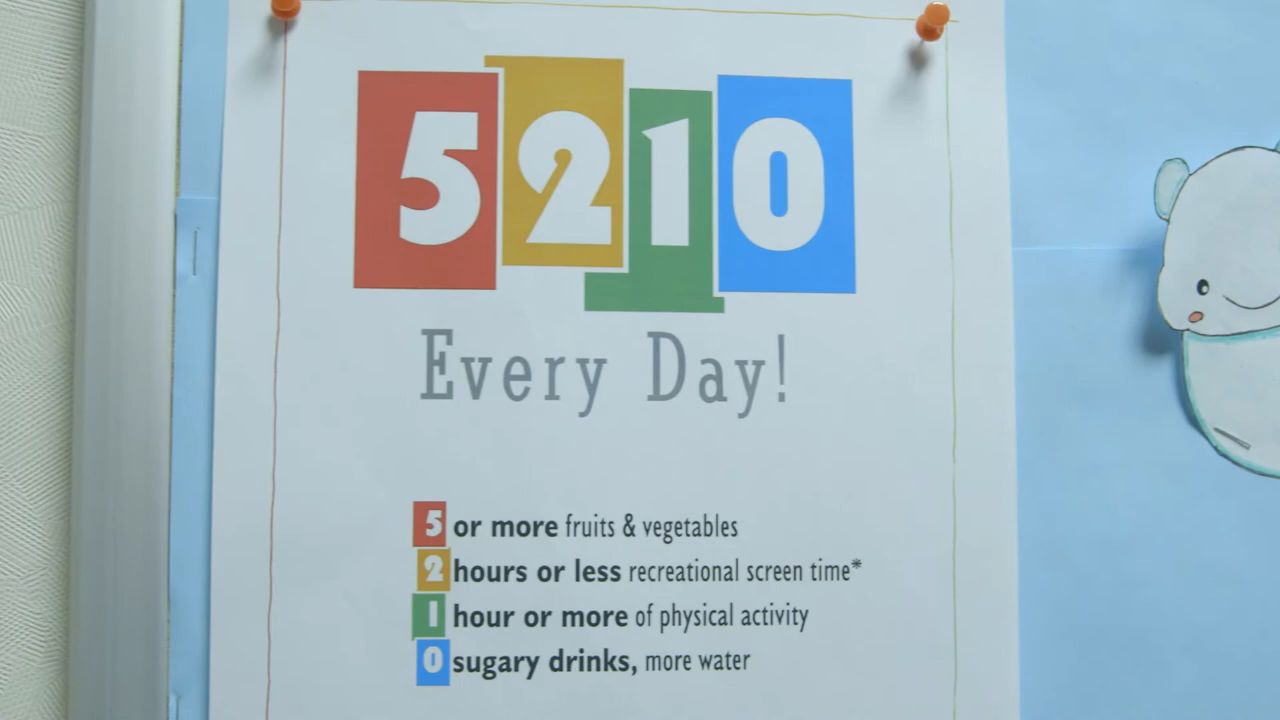 5210
Every Day!
5 or more fruits & vegetables
2 hours or less recreational screen time*
1 hour or more of physical activity
0 sugary drinks, more water